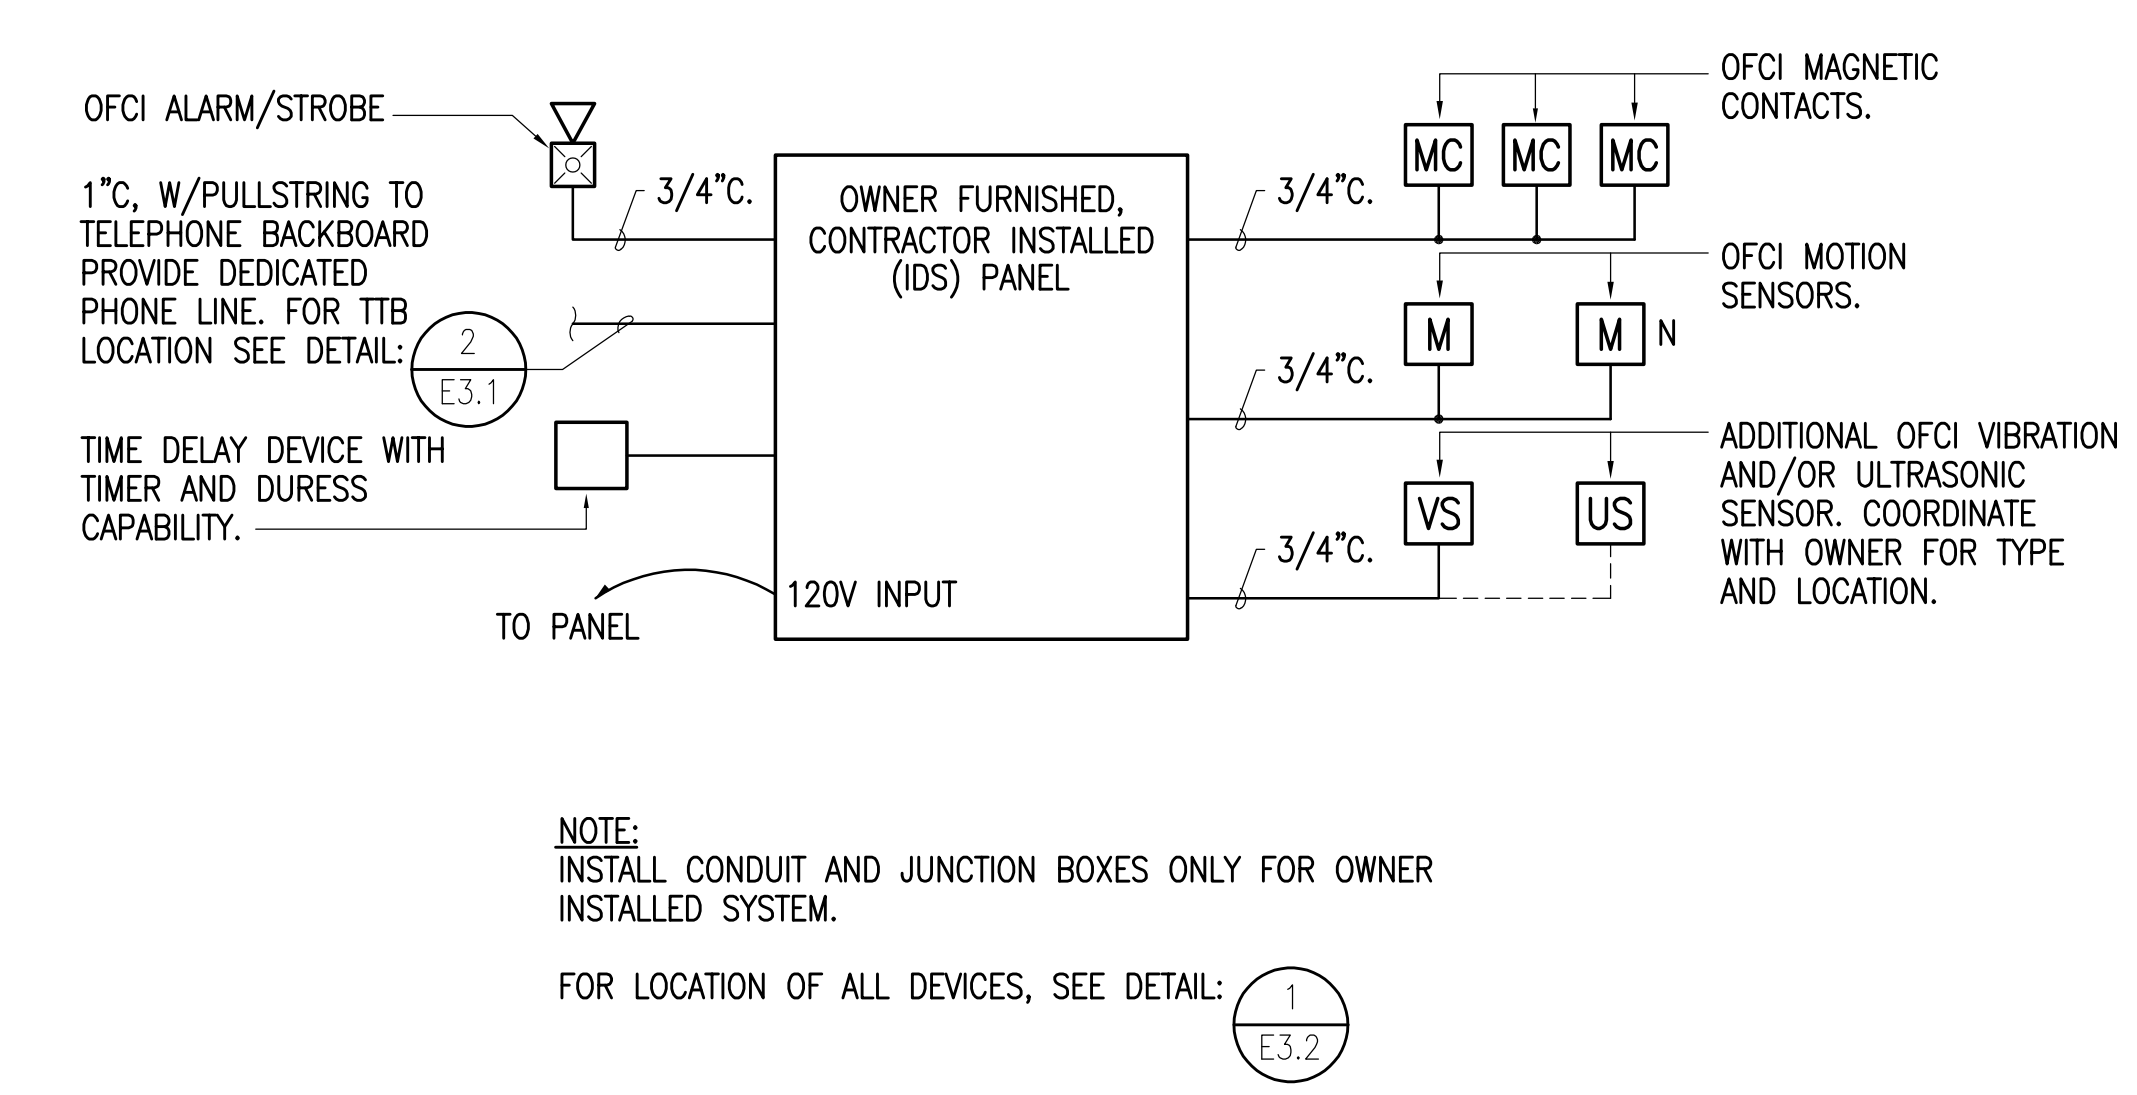 OFCI ALARM/STROBE
1"C, W/PULLSTRING TO
TELEPHONE BACKBOARD
PROVIDE DEDICATED
PHONE LINE. FOR TTB
LOCATION SEE DETAIL:
2
E3.1
TIME DELAY DEVICE WITH
TIMER AND DURESS
CAPABILITY.
TO PANEL
3/4"C.
OWNER FURNISHED,
CONTRACTOR INSTALLED
(IDS) PANEL
120V INPUT
3/4"C.
MC MC MC
OFCI MAGNETIC
CONTACTS.
3/4"C.
M M N
OFCI MOTION
SENSORS.
3/4"C.
VS US
ADDITIONAL OFCI VIBRATION
AND/OR ULTRASONIC
SENSOR. COORDINATE
WITH OWNER FOR TYPE
AND LOCATION.
NOTE:
INSTALL CONDUIT AND JUNCTION BOXES ONLY FOR OWNER
INSTALLED SYSTEM.
FOR LOCATION OF ALL DEVICES, SEE DETAIL:
1
E3.2